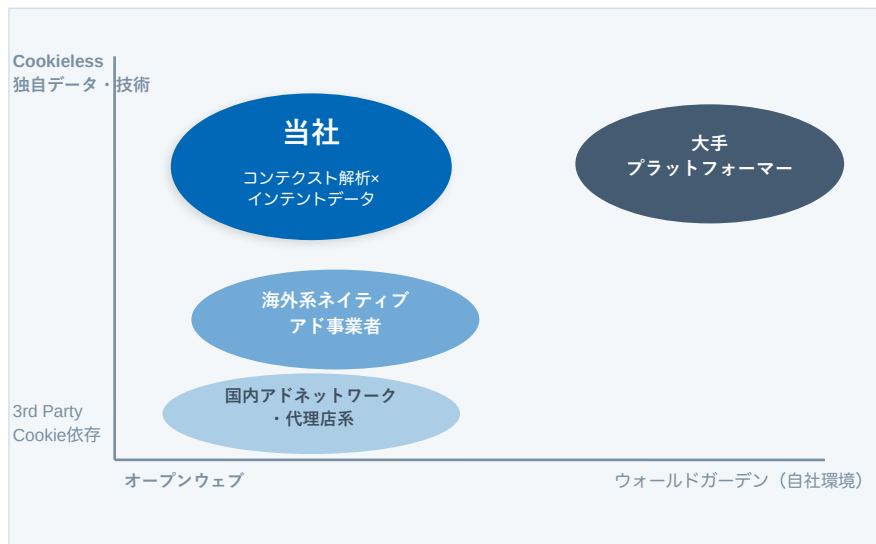 Cookieless
独自データ・技術
当社
コンテクスト解析×
インテントデータ
大手
プラットフォーマー
海外系ネイティブ
アド事業者
国内アドネットワーク
・代理店系
3rd Party
Cookie依存
オープンウェブ
ウォールドガーデン（自社環境）